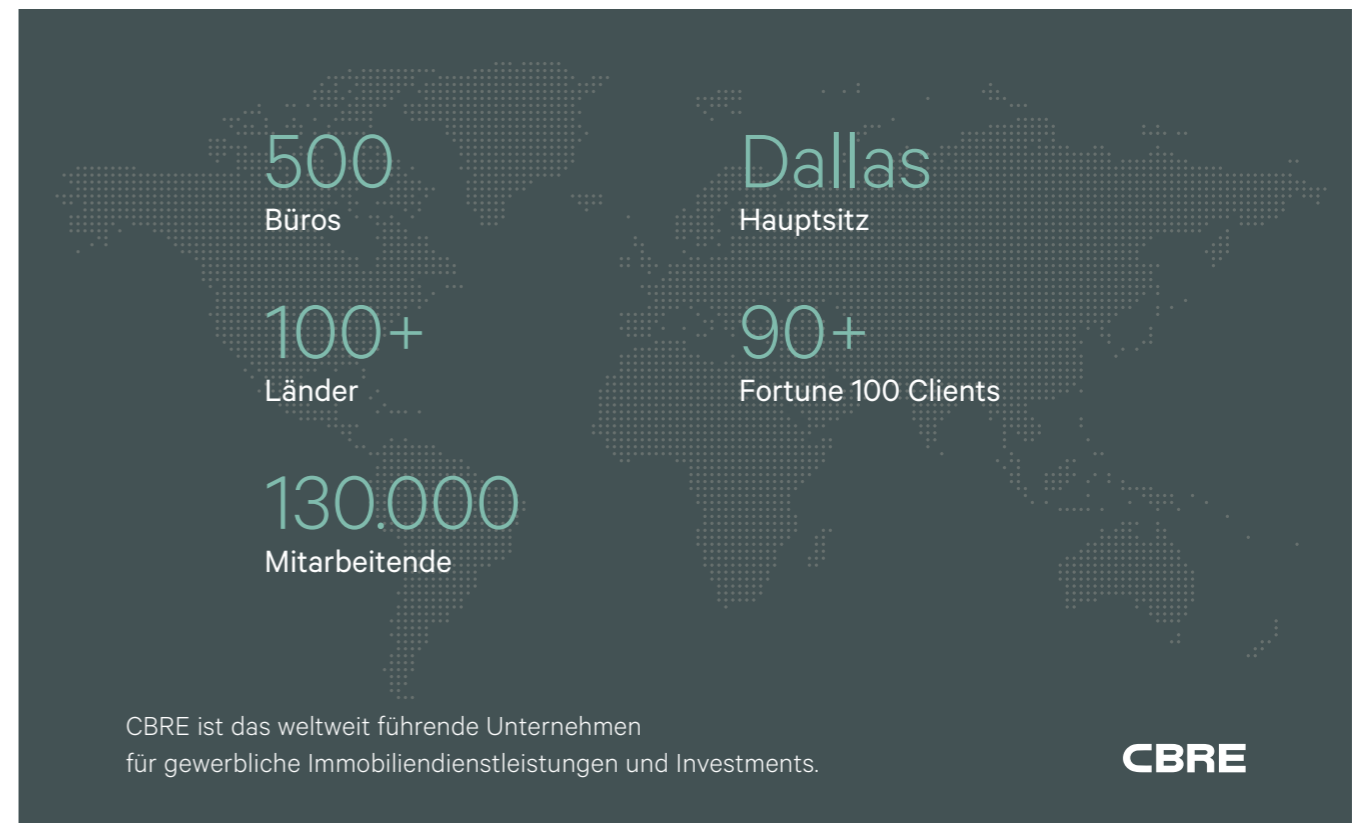 500
Büros
Dallas
Hauptsitz
100+
Länder
90+
Fortune 100 Clients
130.000
Mitarbeitende
CBRE ist das weltweit führende Unternehmen
für gewerbliche Immobiliendienstleistungen und Investments.
CBRE